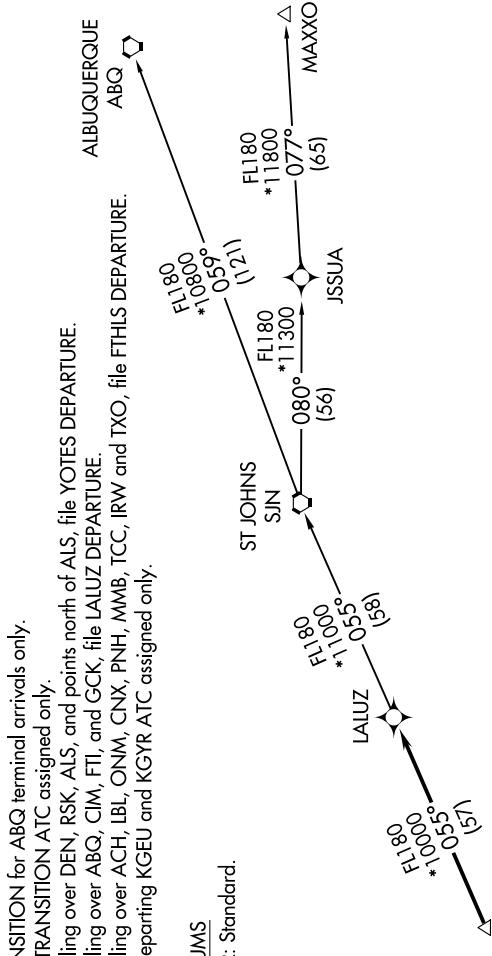 NSITION for ABQ terminal arrivals only.
TRANSITION ATC assigned only.
ling over DEN, RSK, ALS, and points north of ALS, file YOTES DEPARTURE.
ling over ABQ, CIM, FTI, and GCK, file LALUZ DEPARTURE.
ling over ACH, LBL, ONM, CNX, PNH, MMB, TCC, IRW and TXO, file FTHLS DEPARTURE.
eparting KGEU and KGYR ATC assigned only.
UMS
: Standard.
ALBUQUERQUE
ABQ
FL180
*10800
059°
(121)
MAXXO
FL180
*11800
077°
(65)
JSSUA
FL180
*11300
080°
(56)
ST JOHNS
SJN
FL180
*11000
055°
(58)
LALUZ
FL180
*10000
055°
(57)